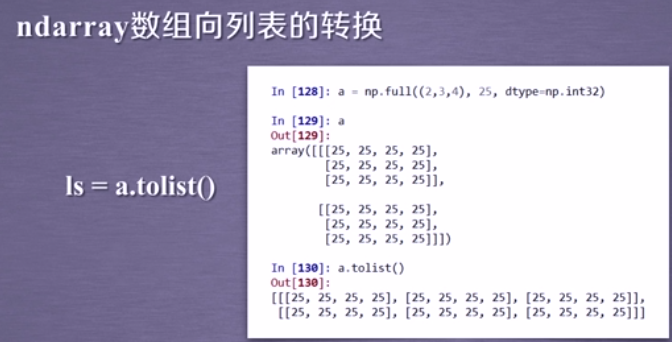 ndarray数组向列表的转换
ls = a.tolist()
In [128]: a = np.full((2,3,4), 25, dtype=np.int32)
In [129]: a
Out[129]:
array([[[25, 25, 25, 25],
        [25, 25, 25, 25],
        [25, 25, 25, 25]],
       [[25, 25, 25, 25],
        [25, 25, 25, 25],
        [25, 25, 25, 25]]])
In [130]: a.tolist()
Out[130]:
[[[25, 25, 25, 25], [25, 25, 25, 25], [25, 25, 25, 25]],
 [[25, 25, 25, 25], [25, 25, 25, 25], [25, 25, 25, 25]]]